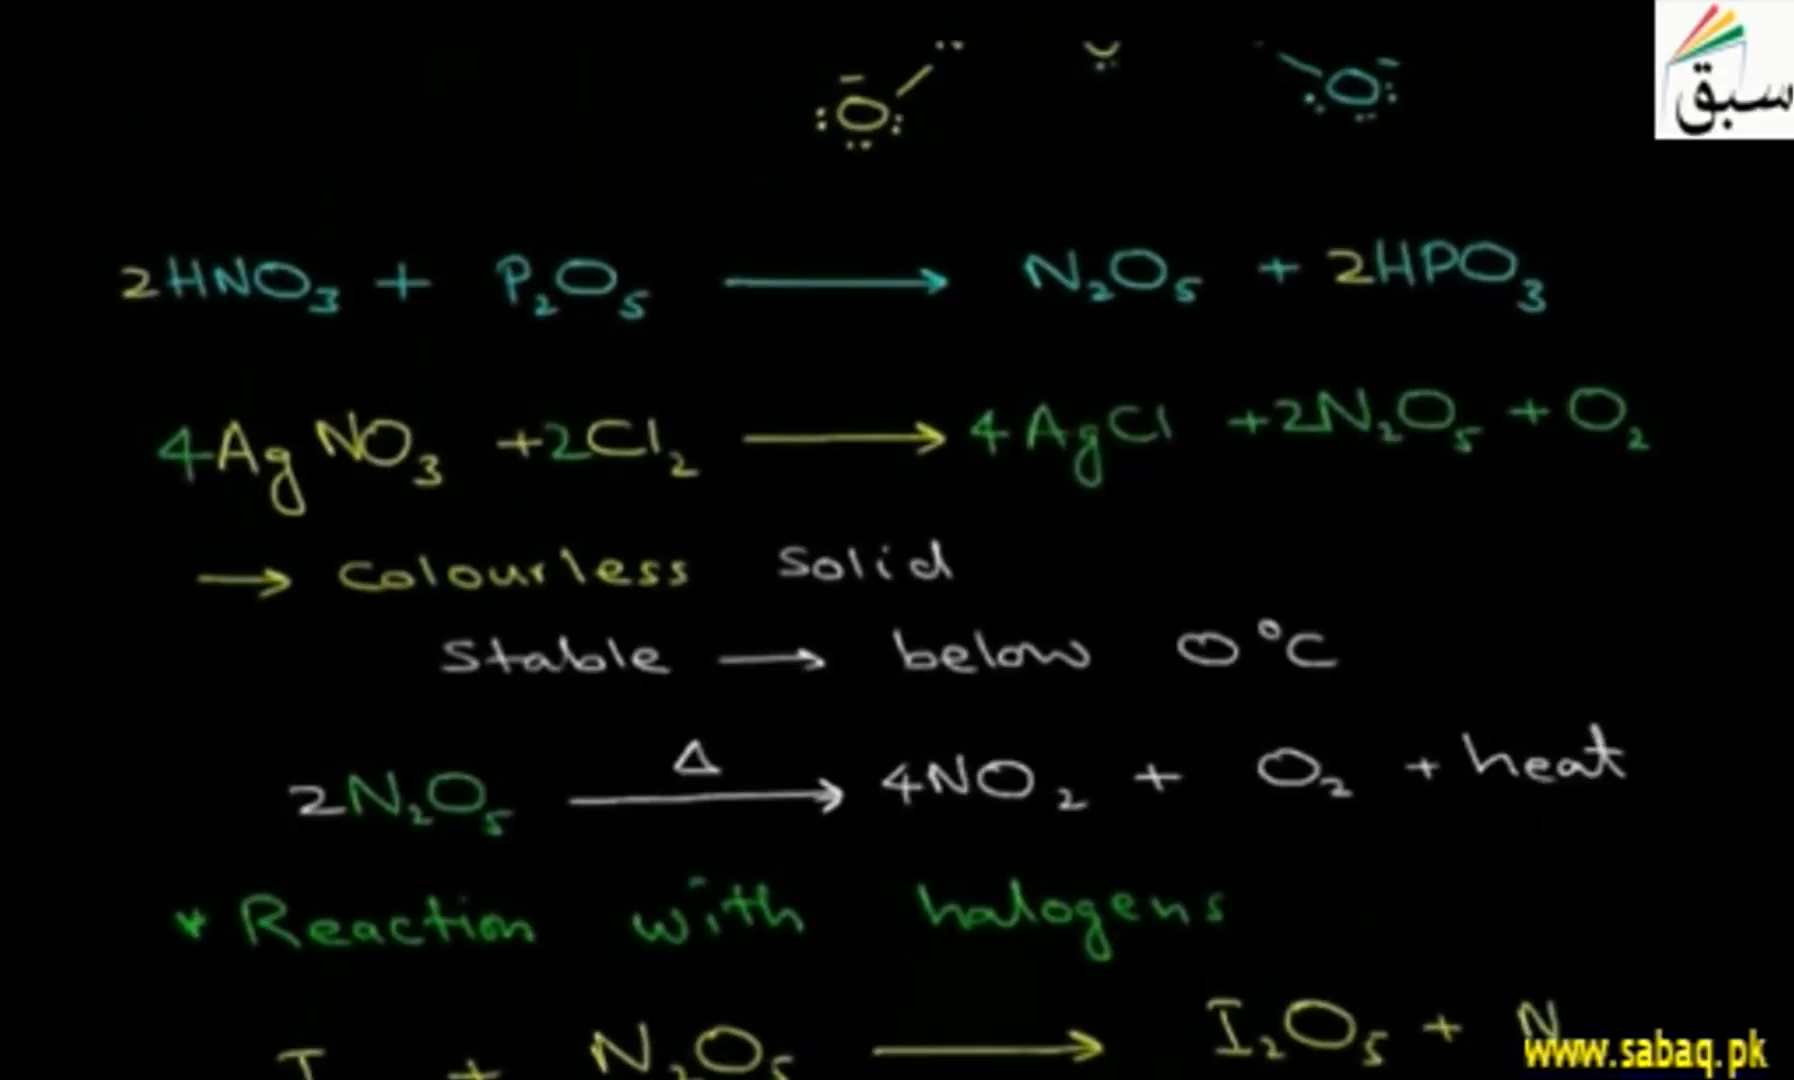 سبق
:O:
:O:
2HNO₃ + P₂O₅ → N₂O₅ + 2HPO₃
4AgNO₃ + 2Cl₂ → 4AgCl + 2N₂O₅ + O₂
→ Colourless Solid
Stable → below 0°C
2N₂O₅ —Δ→ 4NO₂ + O₂ + heat
* Reaction with halogens
I + N₂O₅ → I₂O₅ + N
www.sabaq.pk